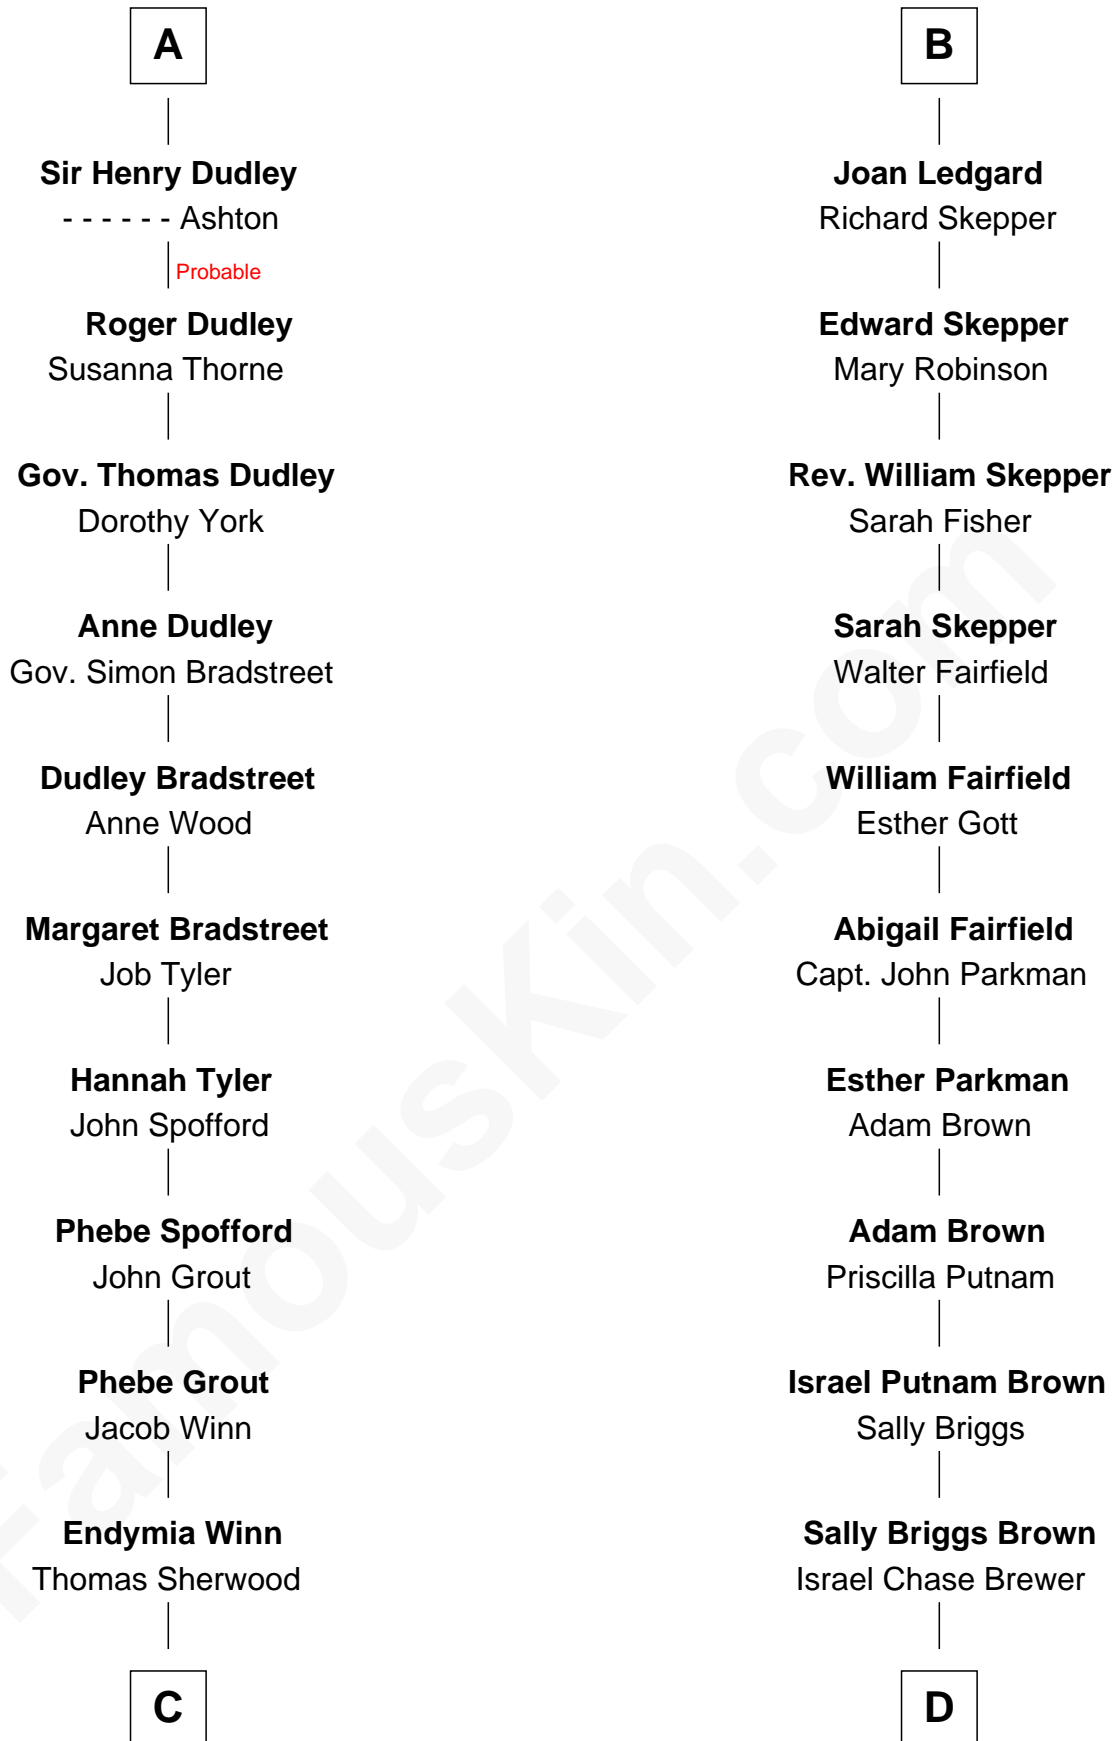 A
Sir Henry Dudley
- - - - - - Ashton
Probable
Roger Dudley
Susanna Thorne
Gov. Thomas Dudley
Dorothy York
Anne Dudley
Gov. Simon Bradstreet
Dudley Bradstreet
Anne Wood
Margaret Bradstreet
Job Tyler
Hannah Tyler
John Spofford
Phebe Spofford
John Grout
Phebe Grout
Jacob Winn
Endymia Winn
Thomas Sherwood
C
B
Joan Ledgard
Richard Skepper
Edward Skepper
Mary Robinson
Rev. William Skepper
Sarah Fisher
Sarah Skepper
Walter Fairfield
William Fairfield
Esther Gott
Abigail Fairfield
Capt. John Parkman
Esther Parkman
Adam Brown
Adam Brown
Priscilla Putnam
Israel Putnam Brown
Sally Briggs
Sally Briggs Brown
Israel Chase Brewer
D
FamousKin.com